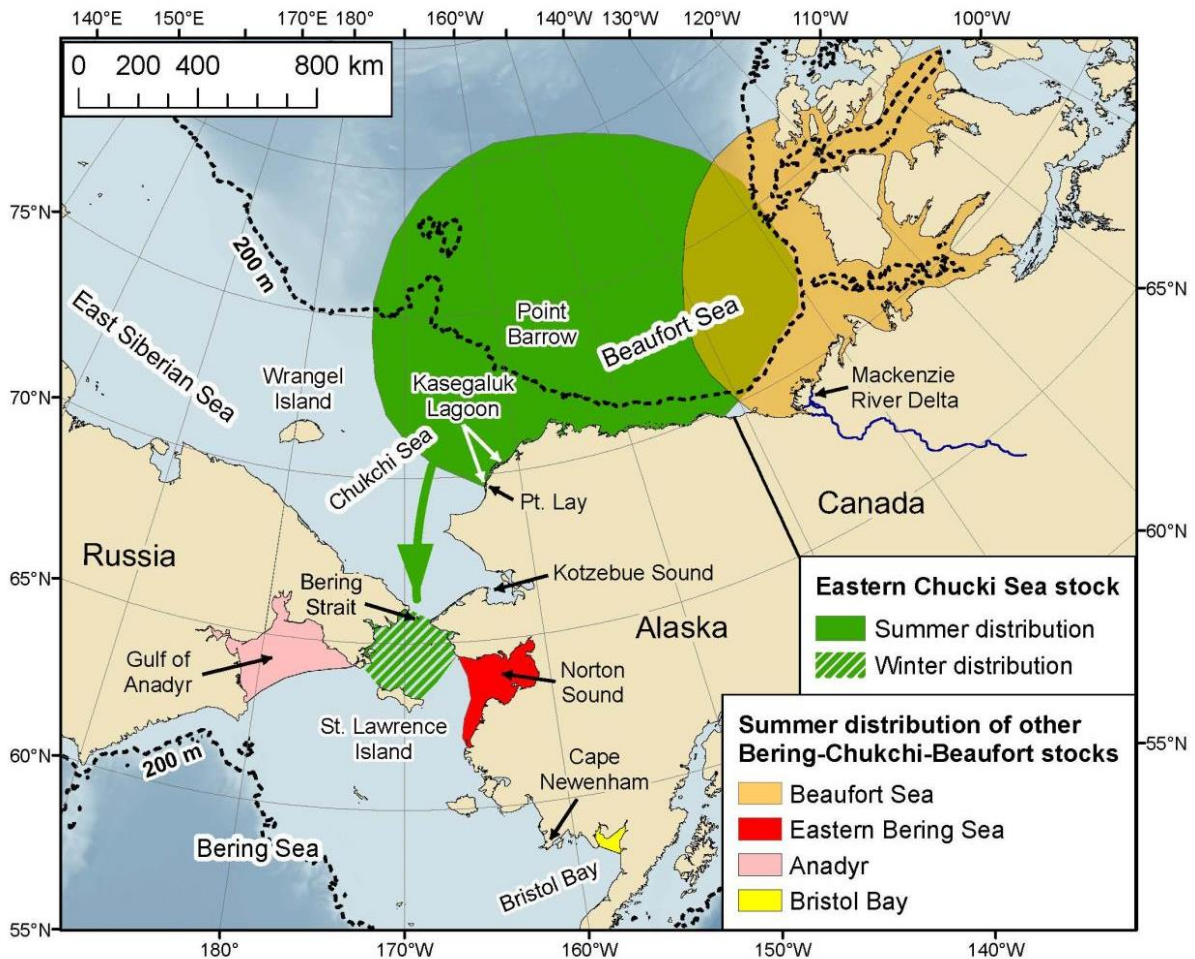 140°E 150°E 170°E 180° 160°W 140°W 130°W 120°W 110°W 100°W
0 200 400 800 km
75°N
200 m
East Siberian Sea
Wrangel
Island
Point
Barrow
Beaufort Sea
65°N
Kasegaluk
Lagoon
Mackenzie
River Delta
70°N
Chukchi Sea
Pt. Lay
Canada
60°N
Russia
65°N
Bering
Strait
Kotzebue Sound
Alaska
Gulf of
Anadyr
Norton
Sound
St. Lawrence
Island
60°N
200 m
Cape
Newenham
55°N
Bering Sea
Bristol Bay
55°N
Eastern Chucki Sea stock
Summer distribution
Winter distribution
Summer distribution of other
Bering-Chukchi-Beaufort stocks
Beaufort Sea
Eastern Bering Sea
Anadyr
Bristol Bay
180° 170°W 160°W 150°W 140°W